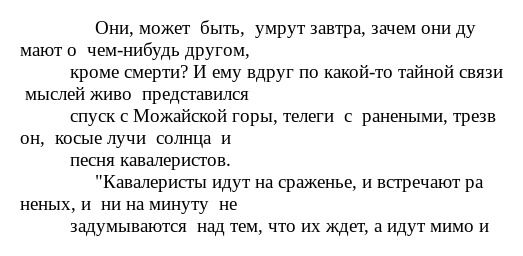 Они, может быть, умрут завтра, зачем они ду
мают о чем-нибудь другом,
кроме смерти? И ему вдруг по какой-то тайной связи
мыслей живо представился
спуск с Можайской горы, телеги с ранеными, трезв
он, косые лучи солнца и
песня кавалеристов.
"Кавалеристы идут на сраженье, и встречают ра
неных, и ни на минуту не
задумываются над тем, что их ждет, а идут мимо и